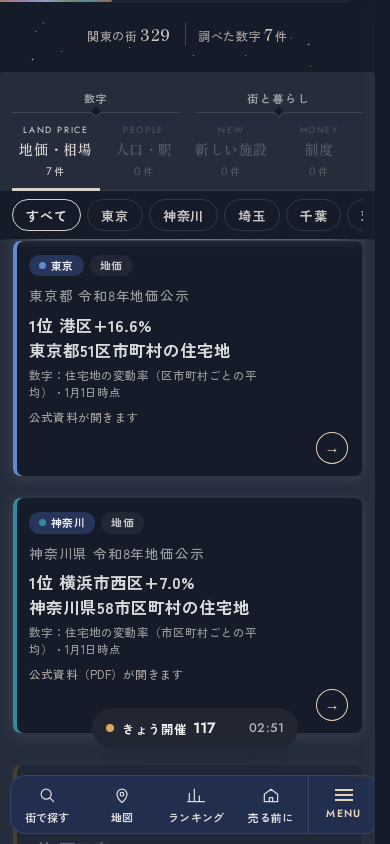 関東の街 329 調べた数字 7件
数字 街と暮らし
LAND PRICE PEOPLE NEW MONEY
地価・相場 人口・駅 新しい施設 制度
7件 0件 0件 0件
すべて 東京 神奈川 埼玉 千葉
東京 地価
東京都 令和8年地価公示
1位 港区+16.6%
東京都51区市町村の住宅地
数字: 住宅地の変動率（区市町村ごとの平
均）・1月1日時点
公式資料が開きます
→
神奈川 地価
神奈川県 令和8年地価公示
1位 横浜市西区+7.0%
神奈川県58市区町村の住宅地
数字: 住宅地の変動率（市区町村ごとの平
均）・1月1日時点
公式資料（PDF）が開きます
→
きょう開催 117 02:51
街で探す 地図 ランキング 売る前に MENU